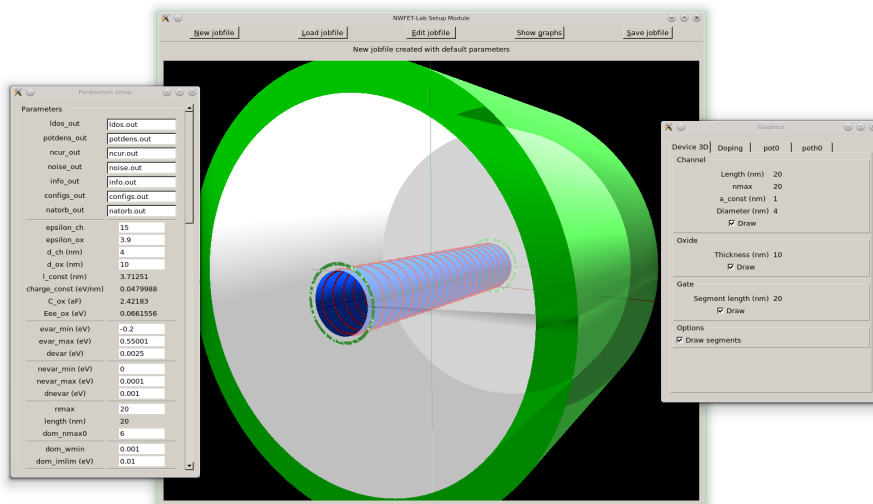 NWFET-Lab Setup Module
New jobfile Load jobfile Edit jobfile Show graphs Save jobfile
New jobfile created with default parameters
Parameters setup
Parameters
ldos_out ldos.out
potdens_out potdens.out
ncur_out ncur.out
noise_out noise.out
info_out info.out
configs_out configs.out
natorb_out natorb.out
epsilon_ch 15
epsilon_ox 3.9
d_ch (nm) 4
d_ox (nm) 10
l_const (nm) 3.71251
charge_const (eV/nm) 0.0479988
C_ox (aF) 2.42183
Eee_ox (eV) 0.0661556
evar_min (eV) -0.2
evar_max (eV) 0.55001
devar (eV) 0.0025
nevar_min (eV) 0
nevar_max (eV) 0.0001
dnevar (eV) 0.001
nmax 20
length (nm) 20
dom_nmax0 6
dom_wmin 0.001
dom_imlim (eV) 0.01
Graphics
Device 3D Doping pot0 poth0
Channel
Length (nm) 20
nmax 20
a_const (nm) 1
Diameter (nm) 4
Draw
Oxide
Thickness (nm) 10
Draw
Gate
Segment length (nm) 20
Draw
Options
Draw segments